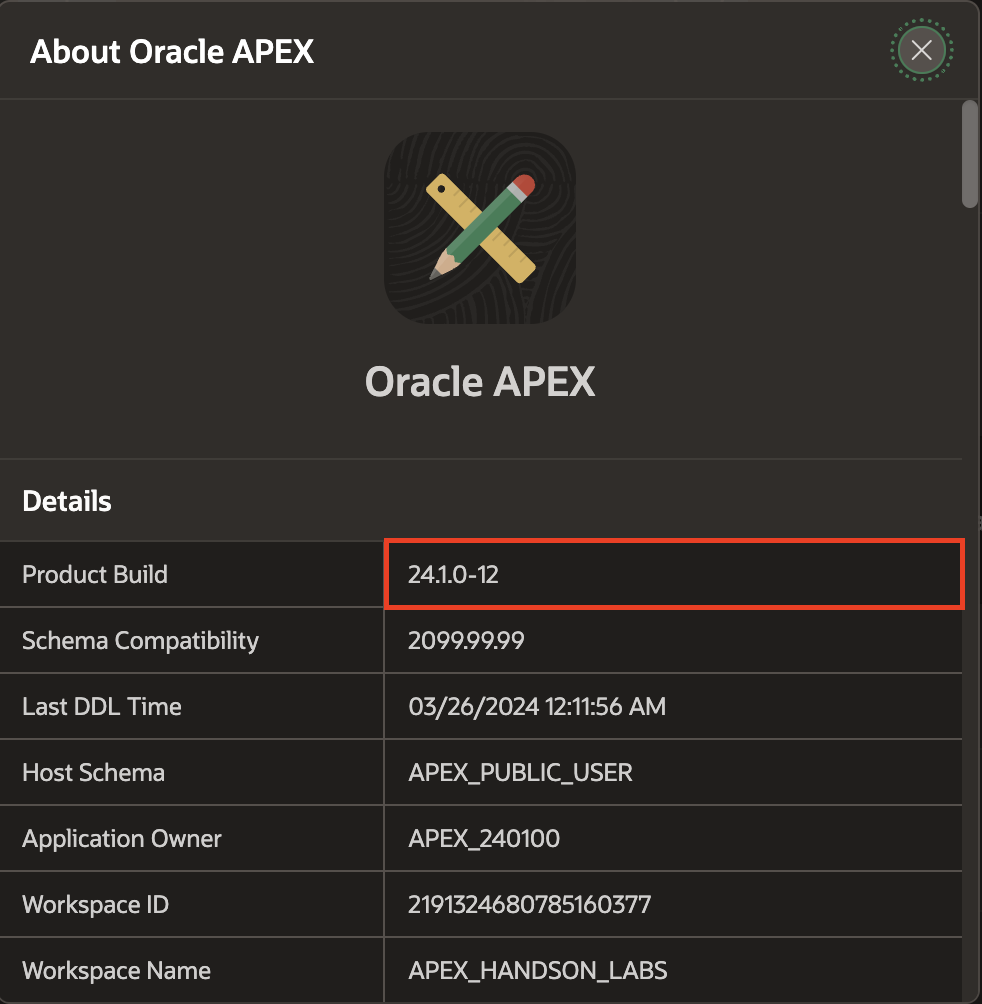 About Oracle APEX
Oracle APEX
Details
Product Build 24.1.0-12
Schema Compatibility 2099.99.99
Last DDL Time 03/26/2024 12:11:56 AM
Host Schema APEX_PUBLIC_USER
Application Owner APEX_240100
Workspace ID 2191324680785160377
Workspace Name APEX_HANDSON_LABS